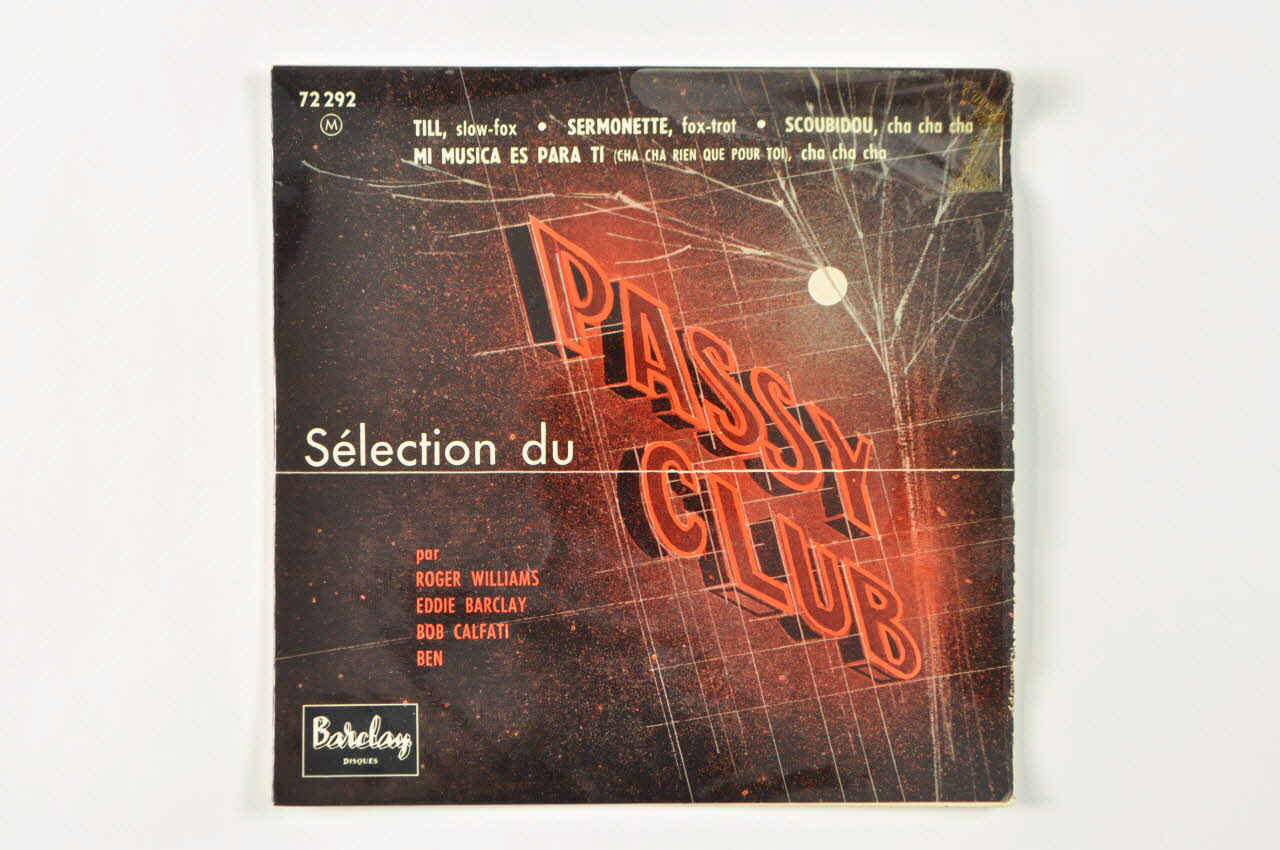 72 292
M
TILL, slow-fox • SERMONETTE, fox-trot • SCOUBIDOU, cha cha cha
MI MUSICA ES PARA TI (CHA CHA RIEN QUE POUR TOI), cha cha cha
Sélection du
PASSY
CLUB
par
ROGER WILLIAMS
EDDIE BARCLAY
BOB CALFATI
BEN
Barclay
DISQUES